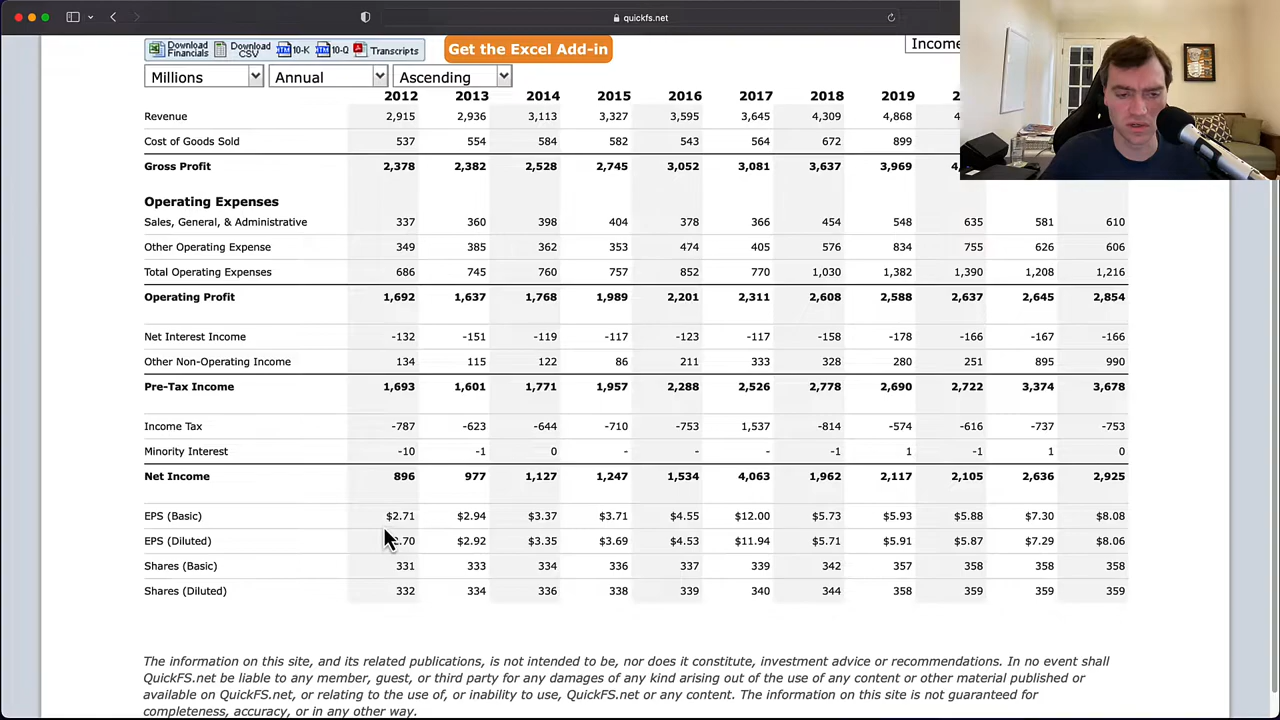 quickfs.net
Download Financials Download CSV 10-K 10-Q Transcripts Get the Excel Add-in Income
Millions Annual Ascending
2012 2013 2014 2015 2016 2017 2018 2019
Revenue 2,915 2,936 3,113 3,327 3,595 3,645 4,309 4,868
Cost of Goods Sold 537 554 584 582 543 564 672 899
Gross Profit 2,378 2,382 2,528 2,745 3,052 3,081 3,637 3,969
Operating Expenses
Sales, General, & Administrative 337 360 398 404 378 366 454 548 635 581 610
Other Operating Expense 349 385 362 353 474 405 576 834 755 626 606
Total Operating Expenses 686 745 760 757 852 770 1,030 1,382 1,390 1,208 1,216
Operating Profit 1,692 1,637 1,768 1,989 2,201 2,311 2,608 2,588 2,637 2,645 2,854
Net Interest Income -132 -151 -119 -117 -123 -117 -158 -178 -166 -167 -166
Other Non-Operating Income 134 115 122 86 211 333 328 280 251 895 990
Pre-Tax Income 1,693 1,601 1,771 1,957 2,288 2,526 2,778 2,690 2,722 3,374 3,678
Income Tax -787 -623 -644 -710 -753 1,537 -814 -574 -616 -737 -753
Minority Interest -10 -1 0 - - - -1 1 -1 1 0
Net Income 896 977 1,127 1,247 1,534 4,063 1,962 2,117 2,105 2,636 2,925
EPS (Basic) $2.71 $2.94 $3.37 $3.71 $4.55 $12.00 $5.73 $5.93 $5.88 $7.30 $8.08
EPS (Diluted) 2.70 $2.92 $3.35 $3.69 $4.53 $11.94 $5.71 $5.91 $5.87 $7.29 $8.06
Shares (Basic) 331 333 334 336 337 339 342 357 358 358 358
Shares (Diluted) 332 334 336 338 339 340 344 358 359 359 359
The information on this site, and its related publications, is not intended to be, nor does it constitute, investment advice or recommendations. In no event shall
QuickFS.net be liable to any member, guest, or third party for any damages of any kind arising out of the use of any content or other material published or
available on QuickFS.net, or relating to the use of, or inability to use, QuickFS.net or any content. The information on this site is not guaranteed for
completeness, accuracy, or in any other way.